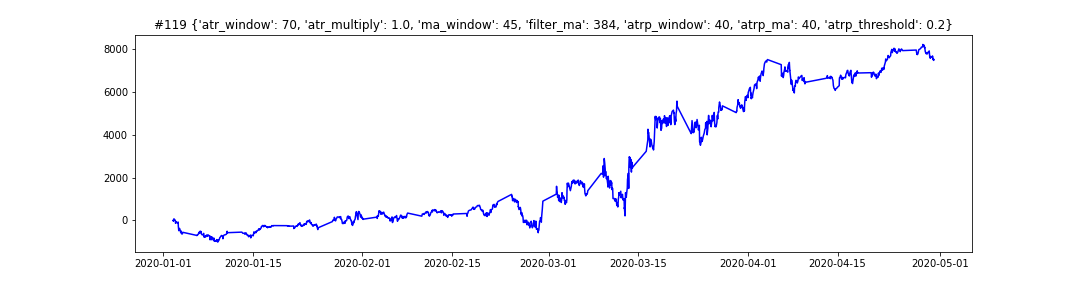 #119 {'atr_window': 70, 'atr_multiply': 1.0, 'ma_window': 45, 'filter_ma': 384, 'atrp_window': 40, 'atrp_ma': 40, 'atrp_threshold': 0.2}
8000
6000
4000
2000
0
2020-01-01 2020-01-15 2020-02-01 2020-02-15 2020-03-01 2020-03-15 2020-04-01 2020-04-15 2020-05-01